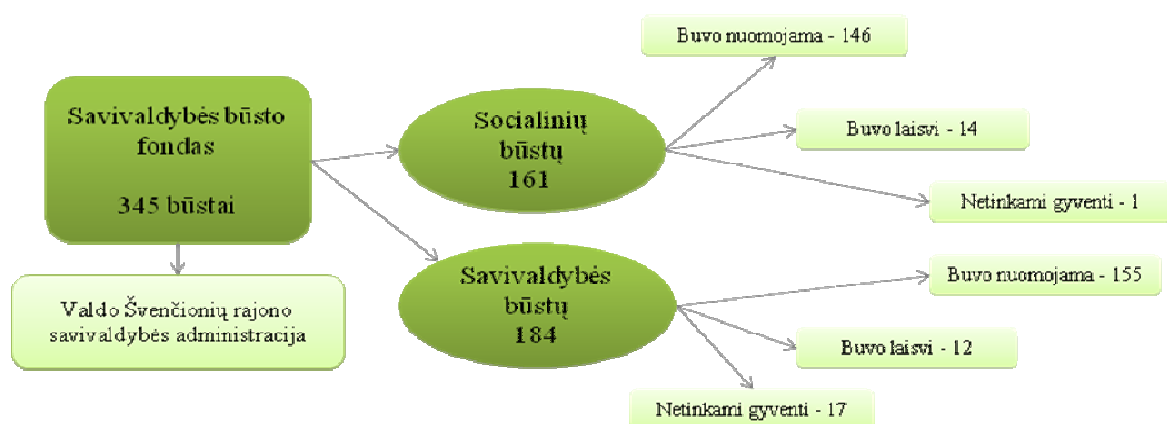 Savivaldybės būsto
fondas
345 būstai
Valdo Švenčionių rajono
savivaldybės administracija
Socialinių
būstų
161
Buvo nuomojama - 146
Buvo laisvi - 14
Netinkami gyventi - 1
Savivaldybės
būstų
184
Buvo nuomojama - 155
Buvo laisvi - 12
Netinkami gyventi - 17